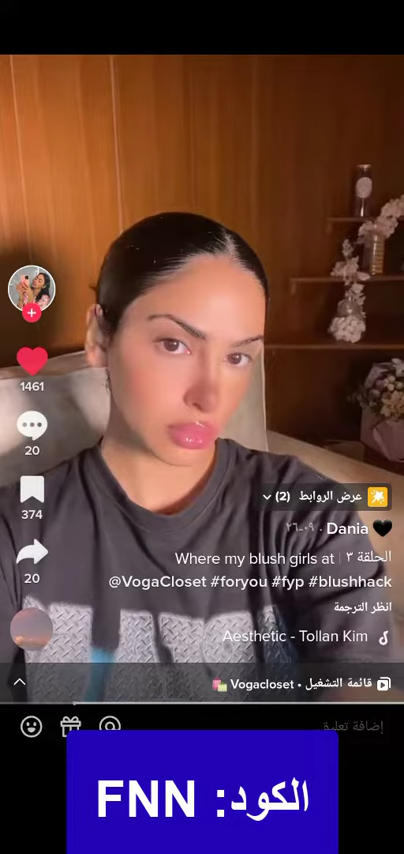 1461
20
374
20
عرض الروابط (2)
Dania 🖤 · ٠٩-٢٦
الحلقة ٣ | Where my blush girls at
@VogaCloset #foryou #fyp #blushhack
انظر الترجمة
Aesthetic - Tollan Kim
قائمة التشغيل • Vogacloset
إضافة تعليق
الكود: FNN